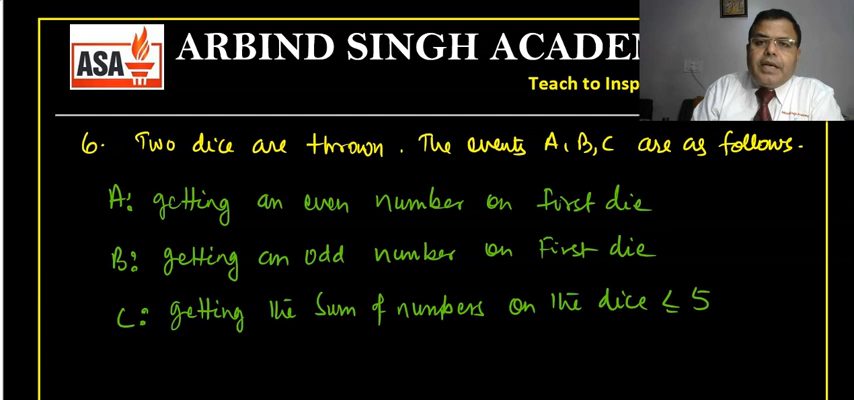 ASA
ARBIND SINGH ACADE
Teach to Insp
6. Two dice are thrown. The events A, B, C are as follows.
A: getting an even number on first die
B: getting an odd number on First die
C: getting the sum of numbers on the dice ≤ 5